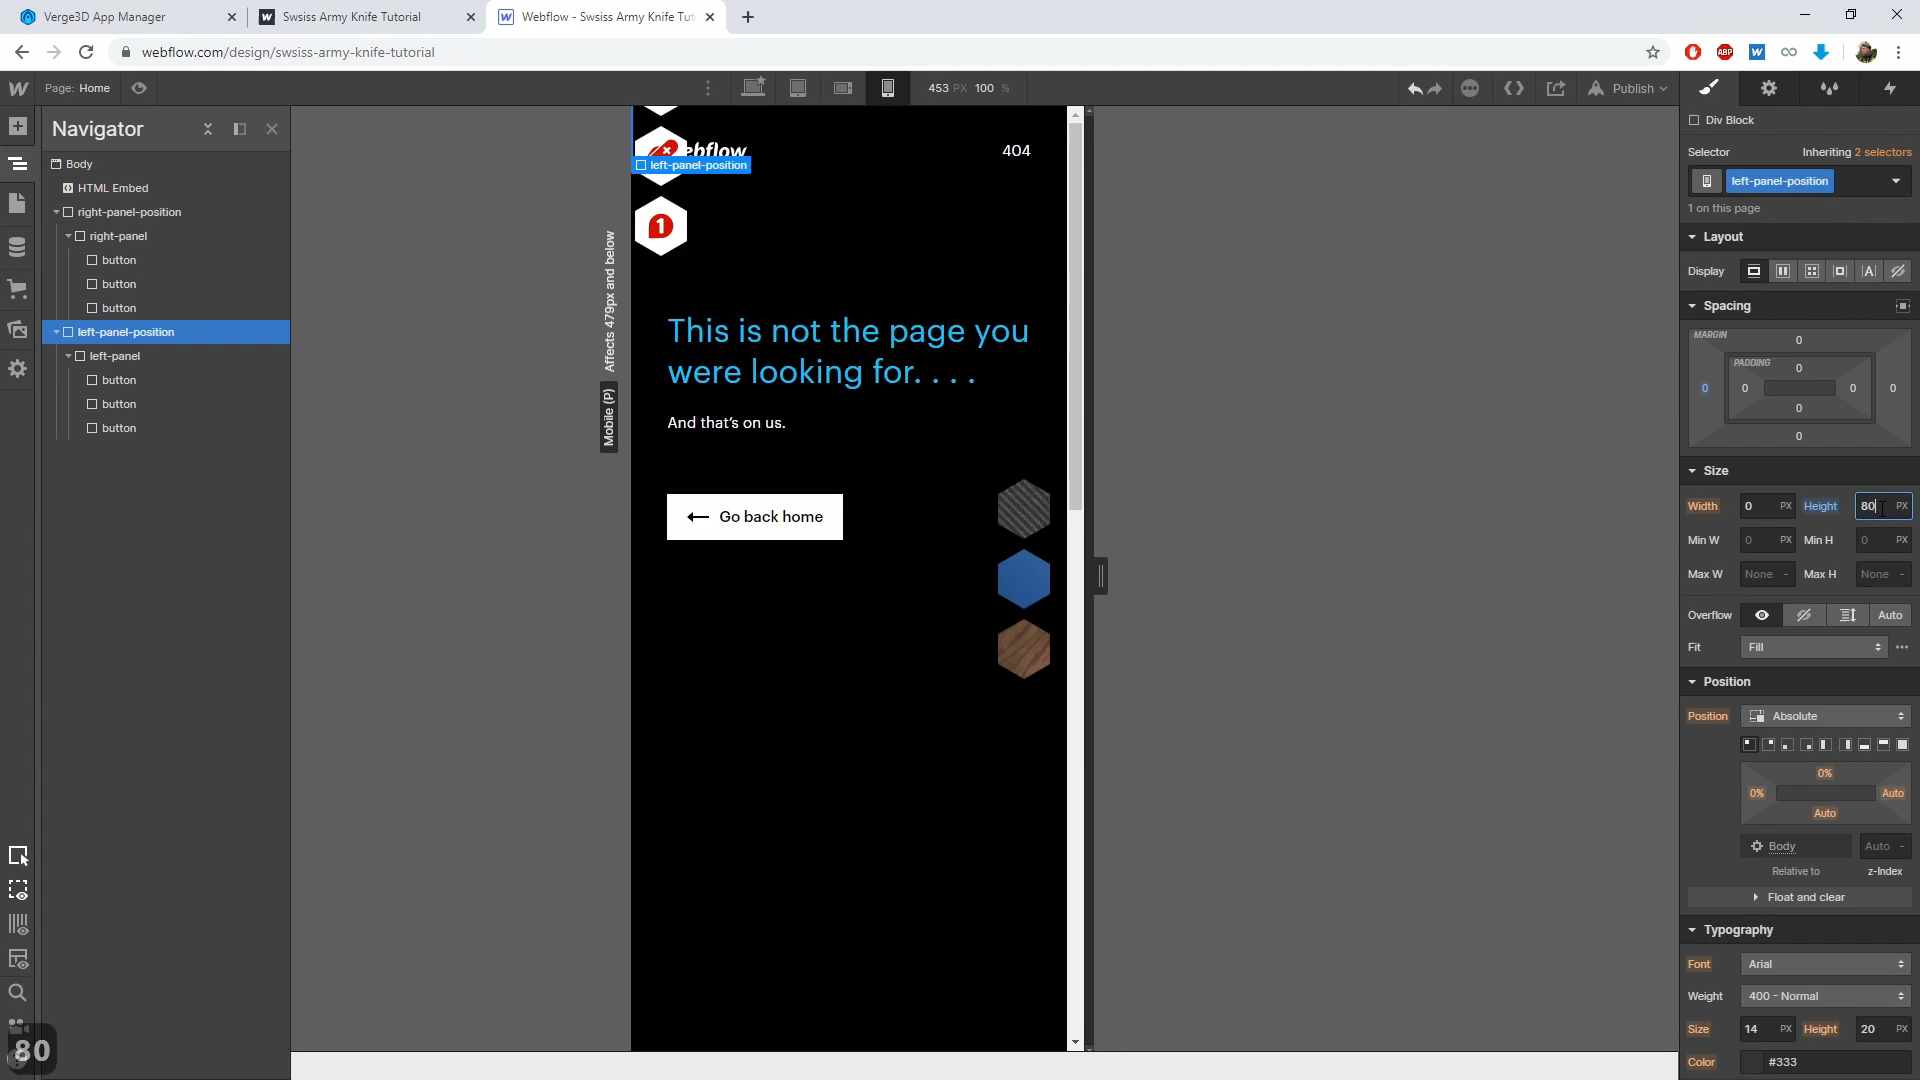 Verge3D App Manager
Swsiss Army Knife Tutorial
Webflow - Swsiss Army Knife Tut
webflow.com/design/swsiss-army-knife-tutorial
ABP
W
Page: Home
453 PX 100 %
Publish
Navigator
Body
HTML Embed
right-panel-position
right-panel
button
button
button
left-panel-position
left-panel
button
button
button
80
Affects 479px and below
Mobile (P)
ebflow
404
left-panel-position
1
This is not the page you
were looking for. . . .
And that's on us.
Go back home
Div Block
Selector
Inheriting 2 selectors
left-panel-position
1 on this page
Layout
Display
Spacing
MARGIN
0
PADDING
0
0 0 0 0
0
0
Size
Width 0 PX Height 80 PX
Min W 0 PX Min H 0 PX
Max W None - Max H None -
Overflow Auto
Fit Fill
Position
Position Absolute
0%
0% Auto
Auto
Body Auto -
Relative to z-Index
Float and clear
Typography
Font Arial
Weight 400 - Normal
Size 14 PX Height 20 PX
Color #333